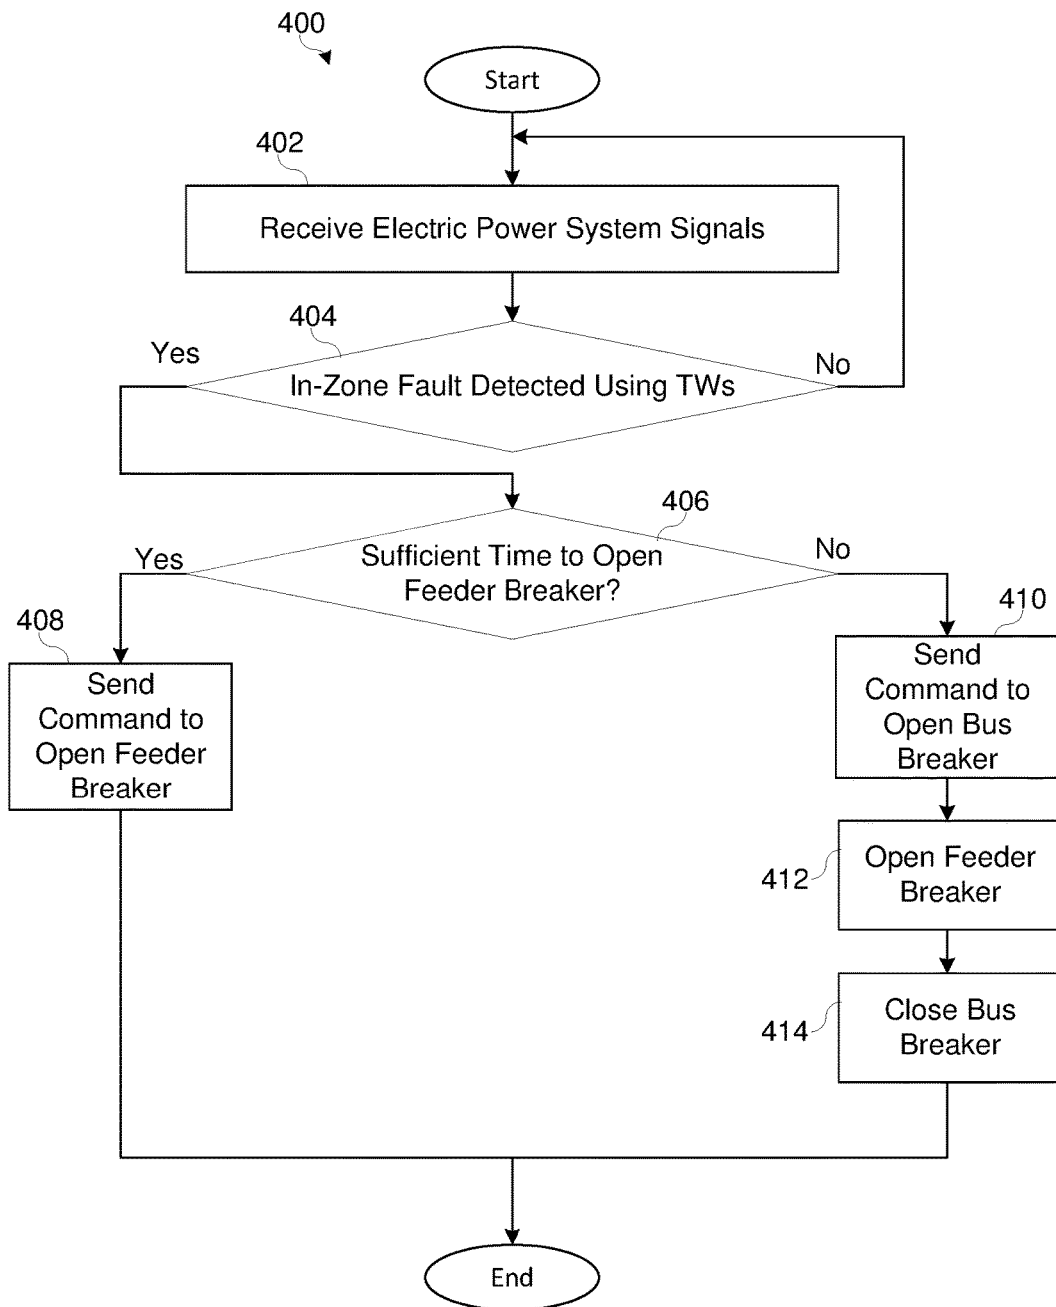 400
Start
402
Receive Electric Power System Signals
404
Yes
No
In-Zone Fault Detected Using TWs
406
Yes
No
Sufficient Time to Open
Feeder Breaker?
408
410
Send
Command to
Open Feeder
Breaker
Send
Command to
Open Bus
Breaker
412
Open Feeder
Breaker
414
Close Bus
Breaker
End